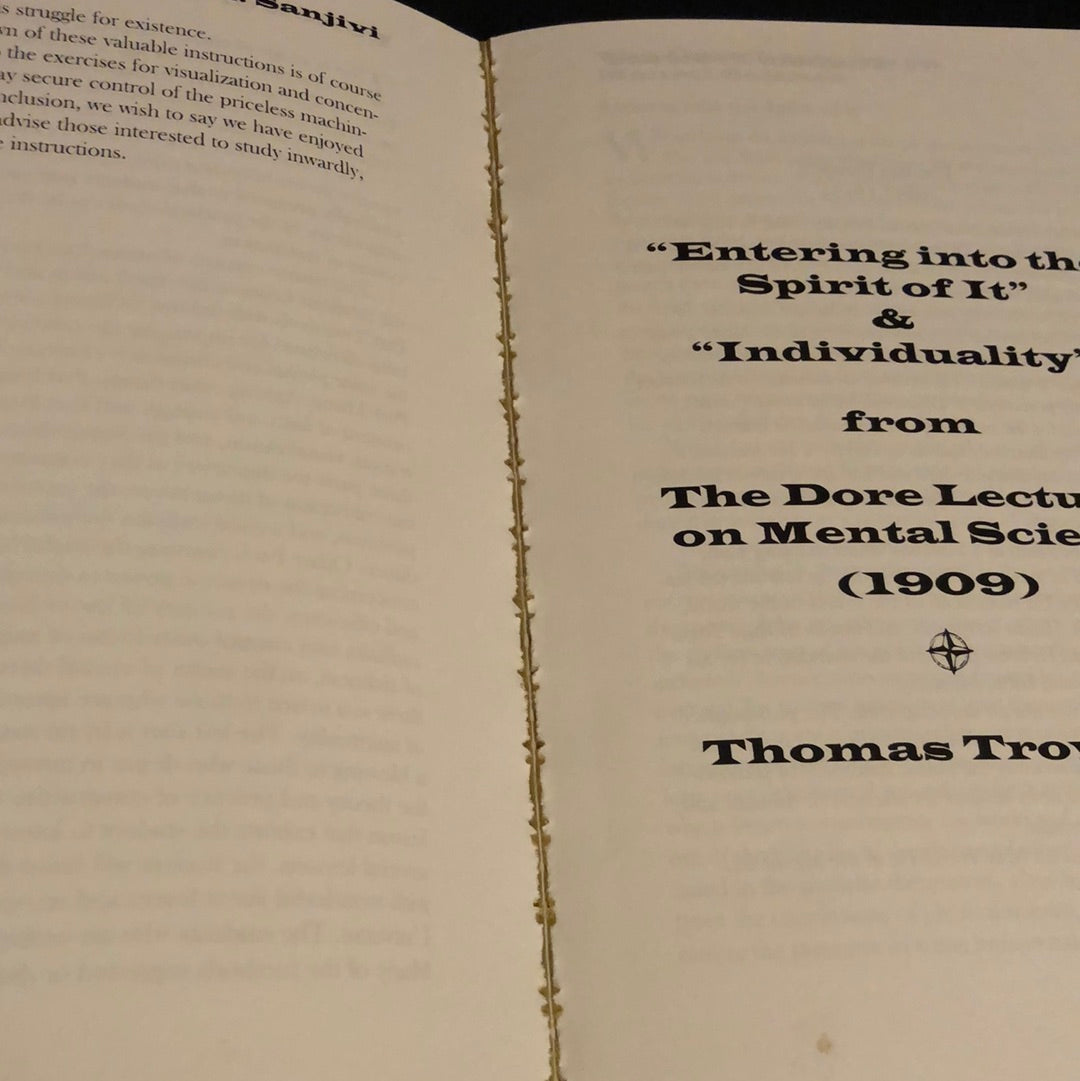 Sanjivi
s struggle for existence.
n of these valuable instructions is of course
the exercises for visualization and concen-
ay secure control of the priceless machin-
nclusion, we wish to say we have enjoyed
dvise those interested to study inwardly,
e instructions.
“Entering into the
Spirit of It”
&
“Individuality”
from
The Dore Lectu
on Mental Scie
(1909)
Thomas Tro